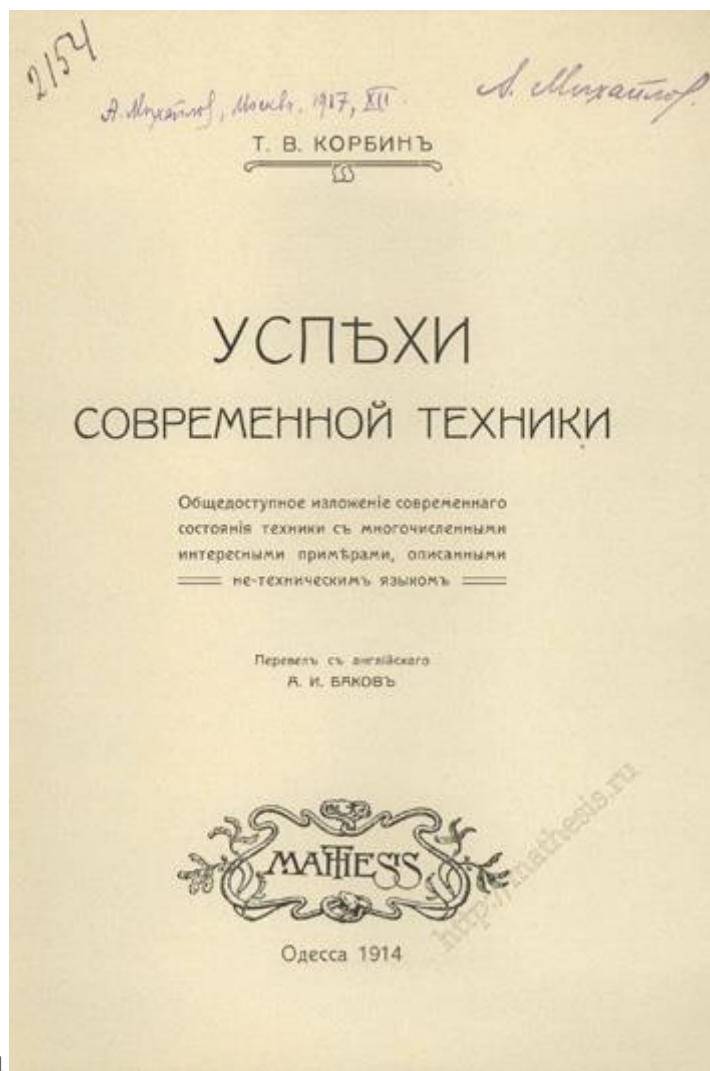 2154
А. Михайлов, Москва, 1917, XII.
А. Михайлов.
Т. В. КОРБИНЪ
УСПѢХИ
СОВРЕМЕННОЙ ТЕХНИКИ
Общедоступное изложеніе современнаго
состоянія техники съ многочисленными
интересными примѣрами, описанными
не-техническимъ языкомъ
Перевелъ съ англійскаго
А. И. БАКОВЪ
MATHESIS
http://mathesis.ru
Одесса 1914